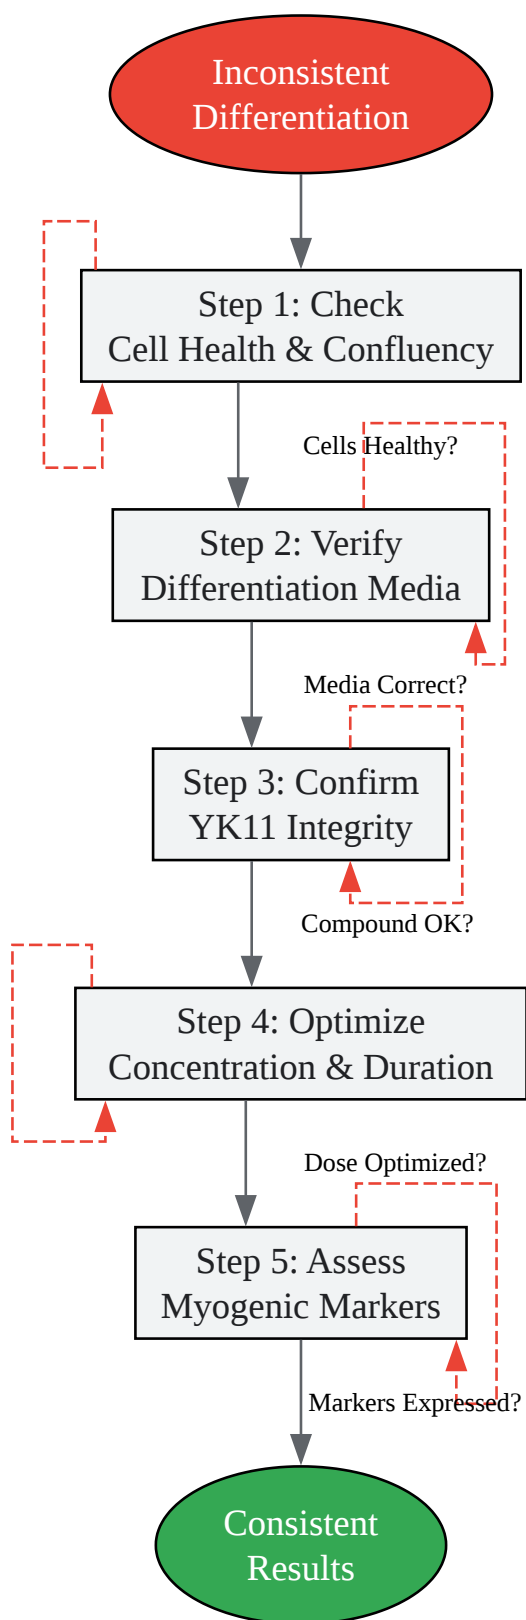 Inconsistent
Differentiation
Step 1: Check
Cell Health & Confluency
Cells Healthy?
Step 2: Verify
Differentiation Media
Media Correct?
Step 3: Confirm
YK11 Integrity
Compound OK?
Step 4: Optimize
Concentration & Duration
Dose Optimized?
Step 5: Assess
Myogenic Markers
Markers Expressed?
Consistent
Results